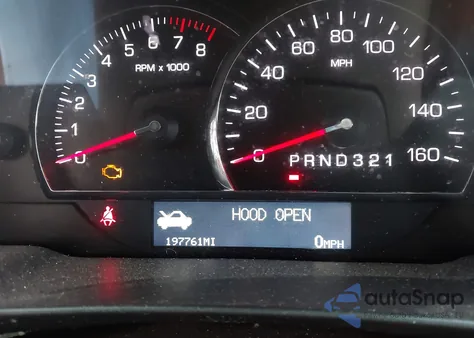 0 1 2 3 4 5 6 7 8
RPM x 1000
0 20 40 60 80 100 120 140 160
MPH
PRND321
HOOD OPEN
197761MI 0MPH
autoSnap